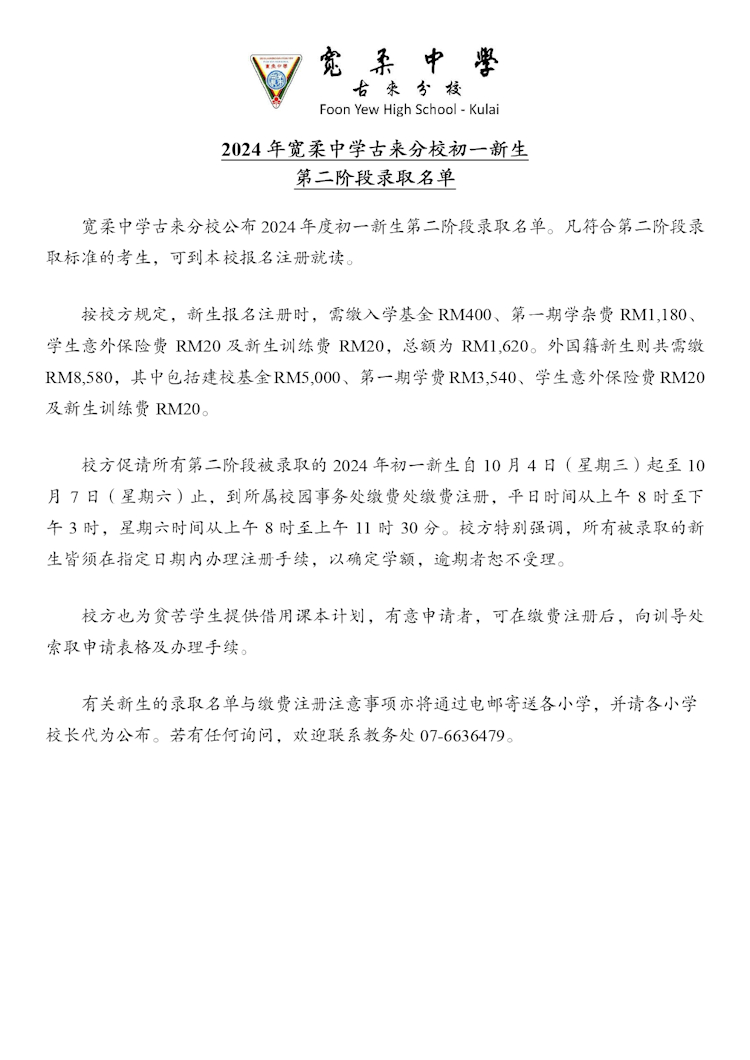 宽柔中學
古來分校
Foon Yew High School - Kulai
2024 年宽柔中学古来分校初一新生
第二阶段录取名单
宽柔中学古来分校公布 2024 年度初一新生第二阶段录取名单。凡符合第二阶段录
取标准的考生，可到本校报名注册就读。
按校方规定，新生报名注册时，需缴入学基金 RM400、第一期学杂费 RM1,180、
学生意外保险费 RM20 及新生训练费 RM20，总额为 RM1,620。外国籍新生则共需缴
RM8,580，其中包括建校基金RM5,000、第一期学费RM3,540、学生意外保险费RM20
及新生训练费 RM20。
校方促请所有第二阶段被录取的 2024 年初一新生自 10 月 4 日（星期三）起至 10
月 7 日（星期六）止，到所属校园事务处缴费处缴费注册，平日时间从上午 8 时至下
午 3 时，星期六时间从上午 8 时至上午 11 时 30 分。校方特别强调，所有被录取的新
生皆须在指定日期内办理注册手续，以确定学额，逾期者恕不受理。
校方也为贫苦学生提供借用课本计划，有意申请者，可在缴费注册后，向训导处
索取申请表格及办理手续。
有关新生的录取名单与缴费注册注意事项亦将通过电邮寄送各小学，并请各小学
校长代为公布。若有任何询问，欢迎联系教务处 07-6636479。